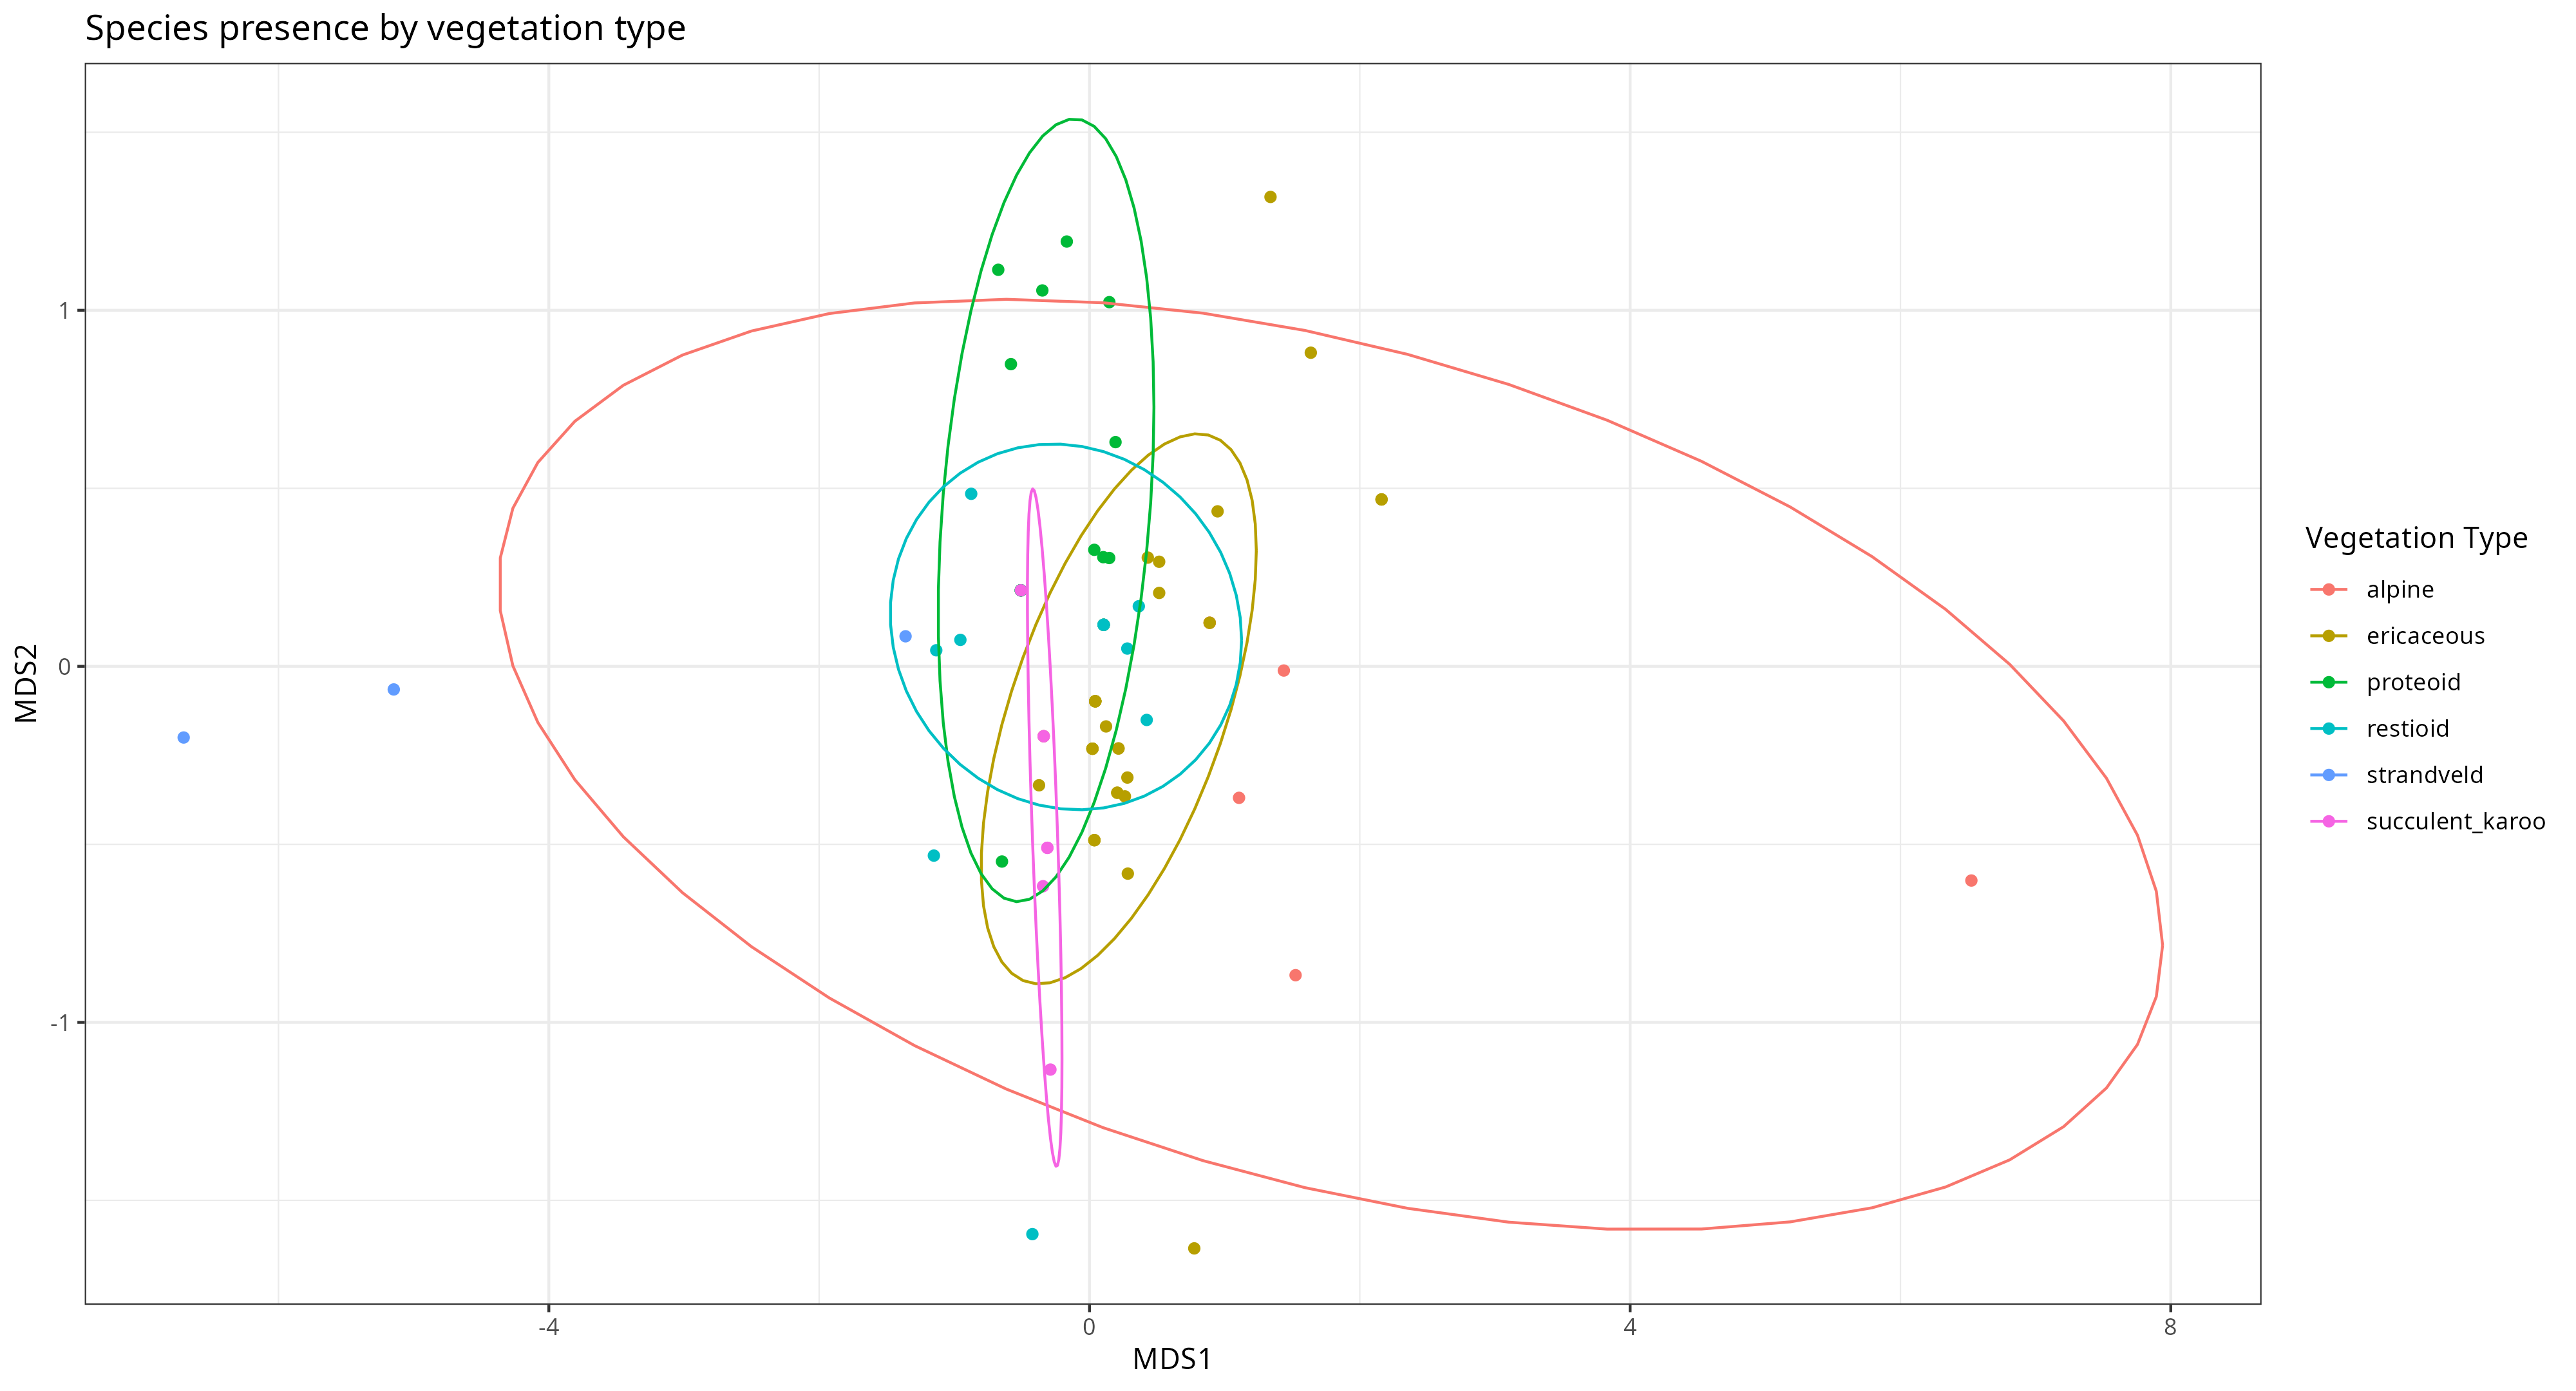 Species presence by vegetation type
MDS2
1
0
-1
-4
0
4
8
MDS1
Vegetation Type
alpine
ericaceous
proteoid
restioid
strandveld
succulent_karoo